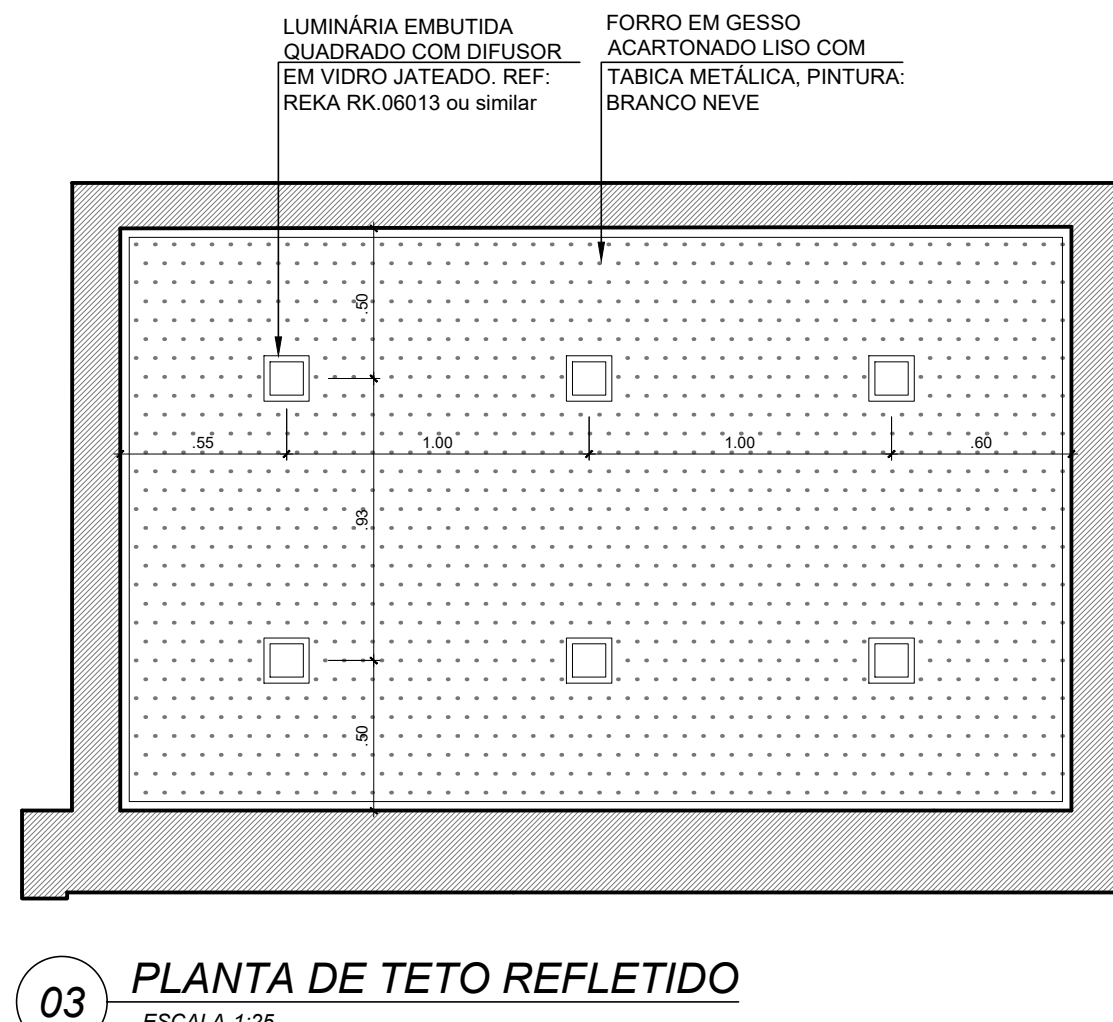 LUMINÁRIA EMBUTIDA
QUADRADO COM DIFUSOR
EM VIDRO JATEADO. REF:
REKA RK.06013 ou similar
FORRO EM GESSO
ACARTONADO LISO COM
TABICA METÁLICA, PINTURA:
BRANCO NEVE
.50
.55
1.00
1.00
.60
.93
.50
03
PLANTA DE TETO REFLETIDO
ESCALA 1:25